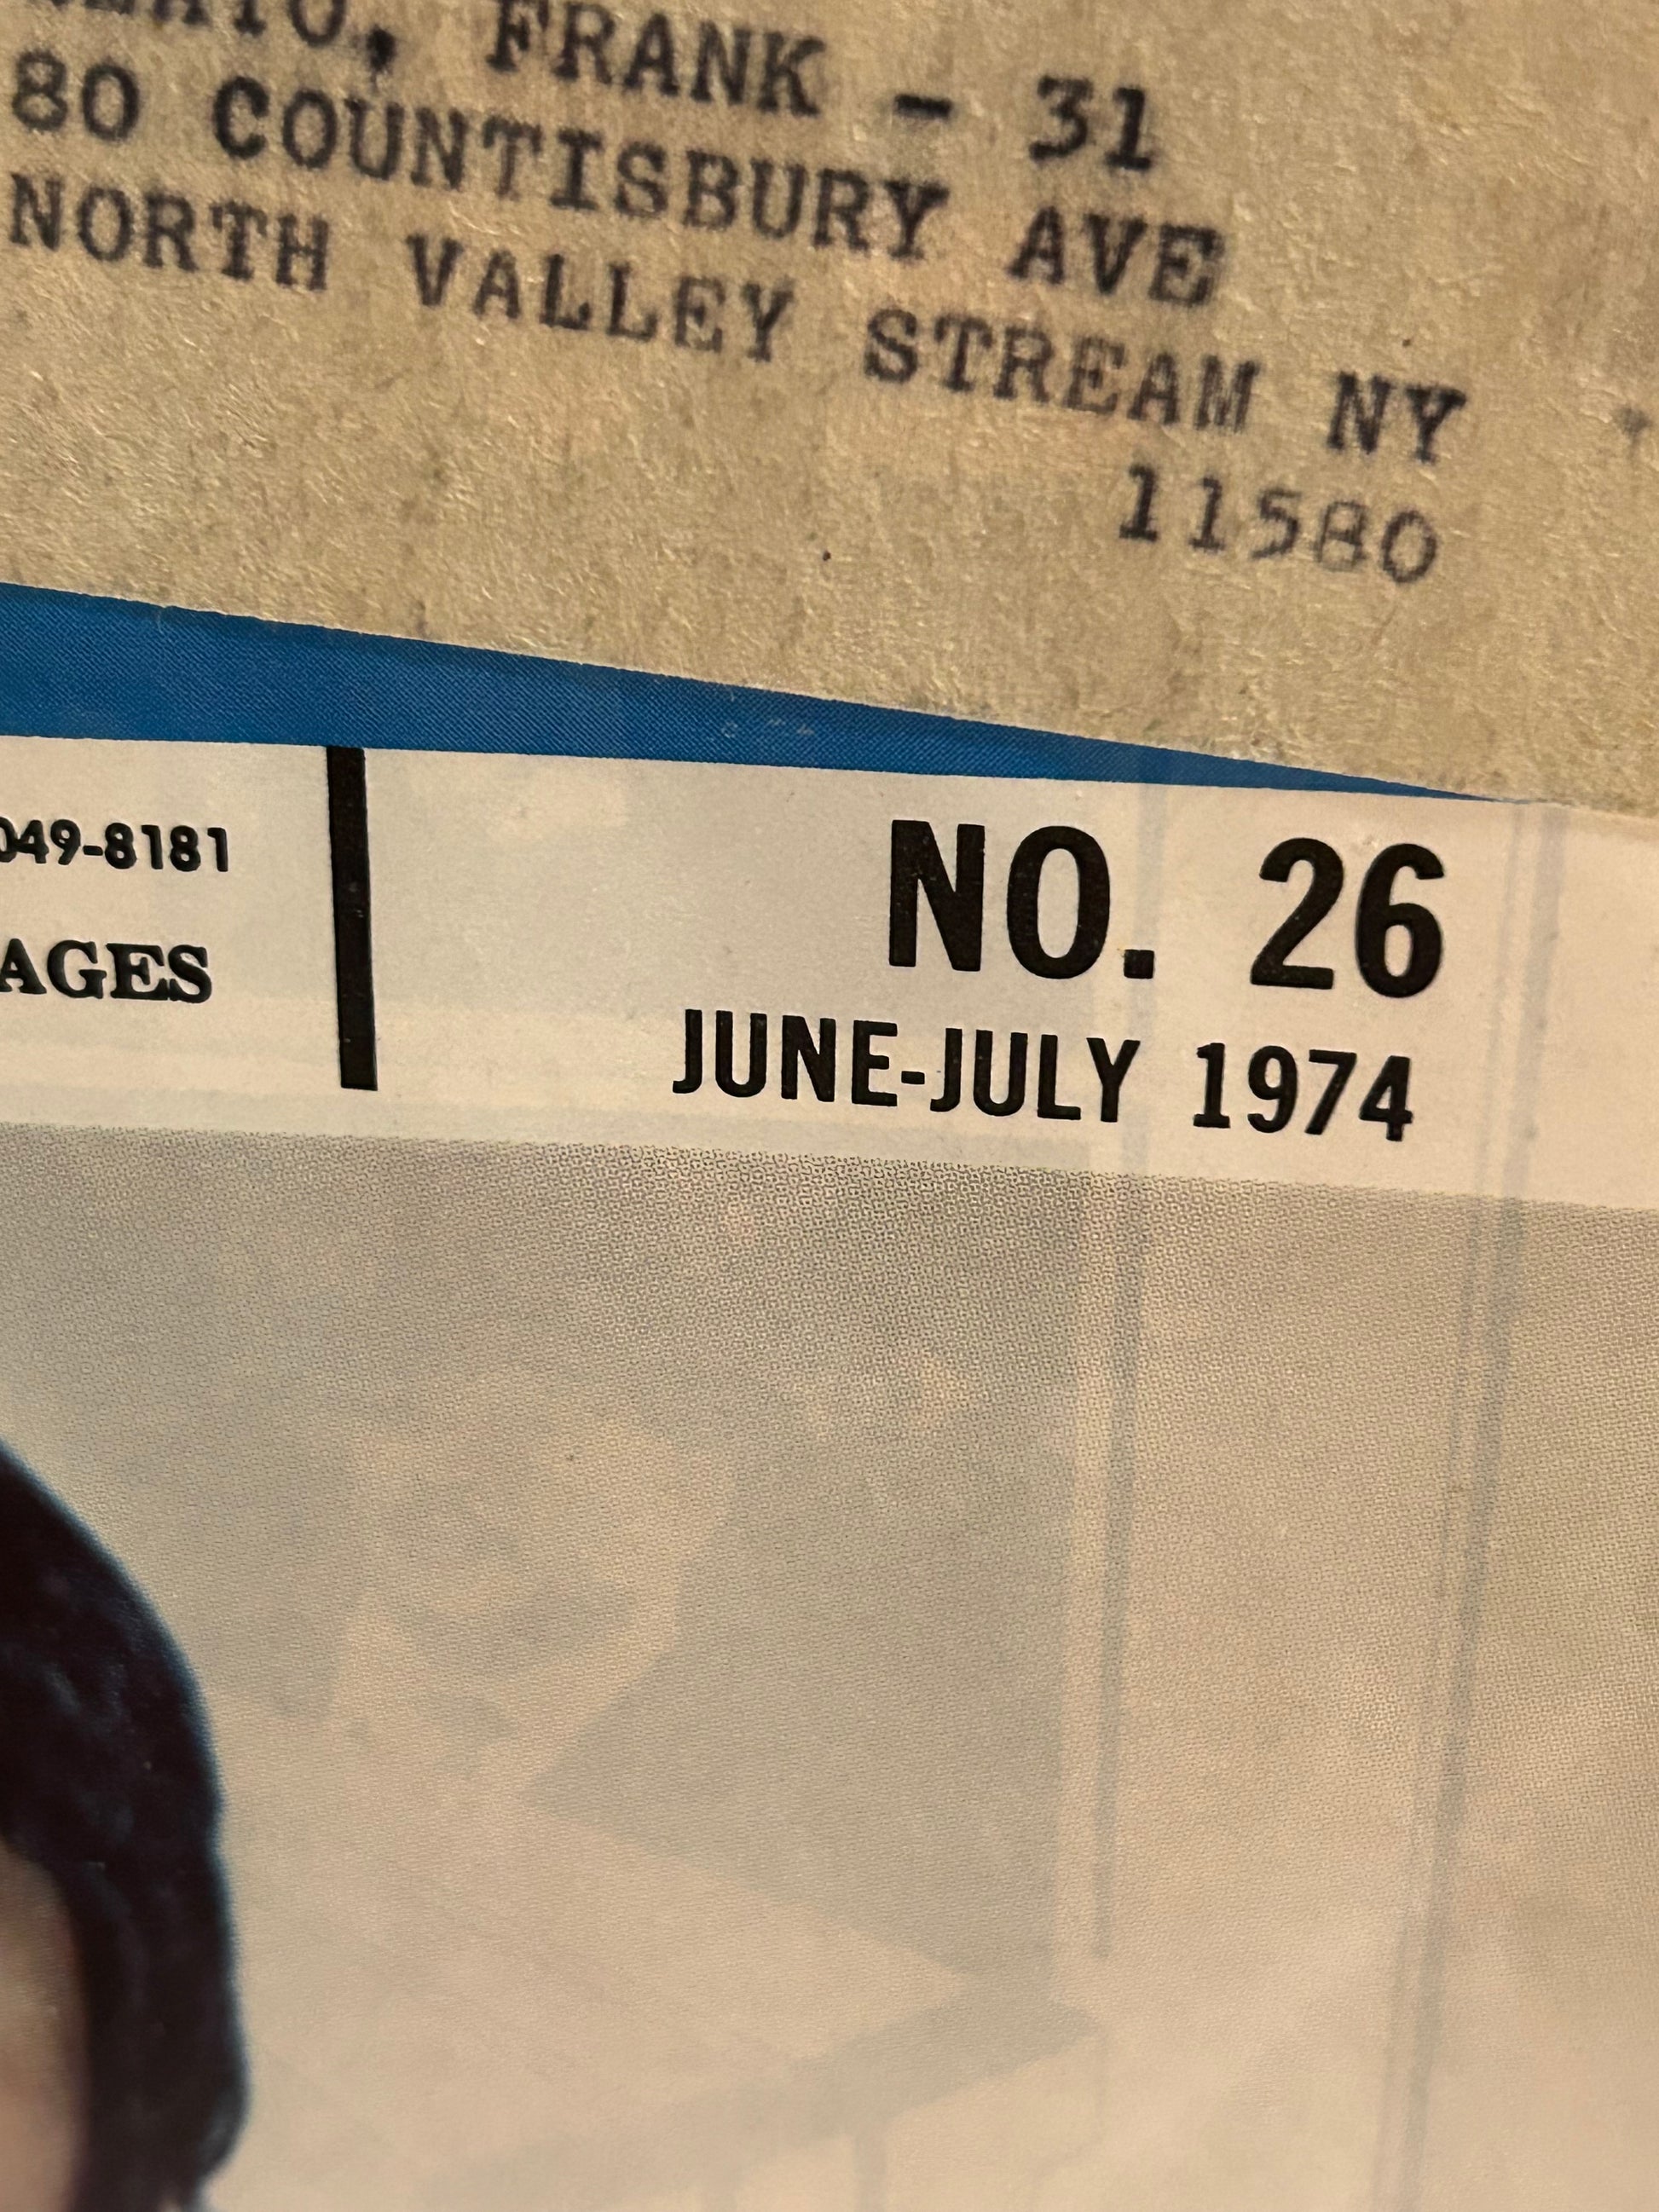 FRANK - 31
80 COUNTISBURY AVE
NORTH VALLEY STREAM NY
11580
049-8181
AGES
NO. 26
JUNE-JULY 1974